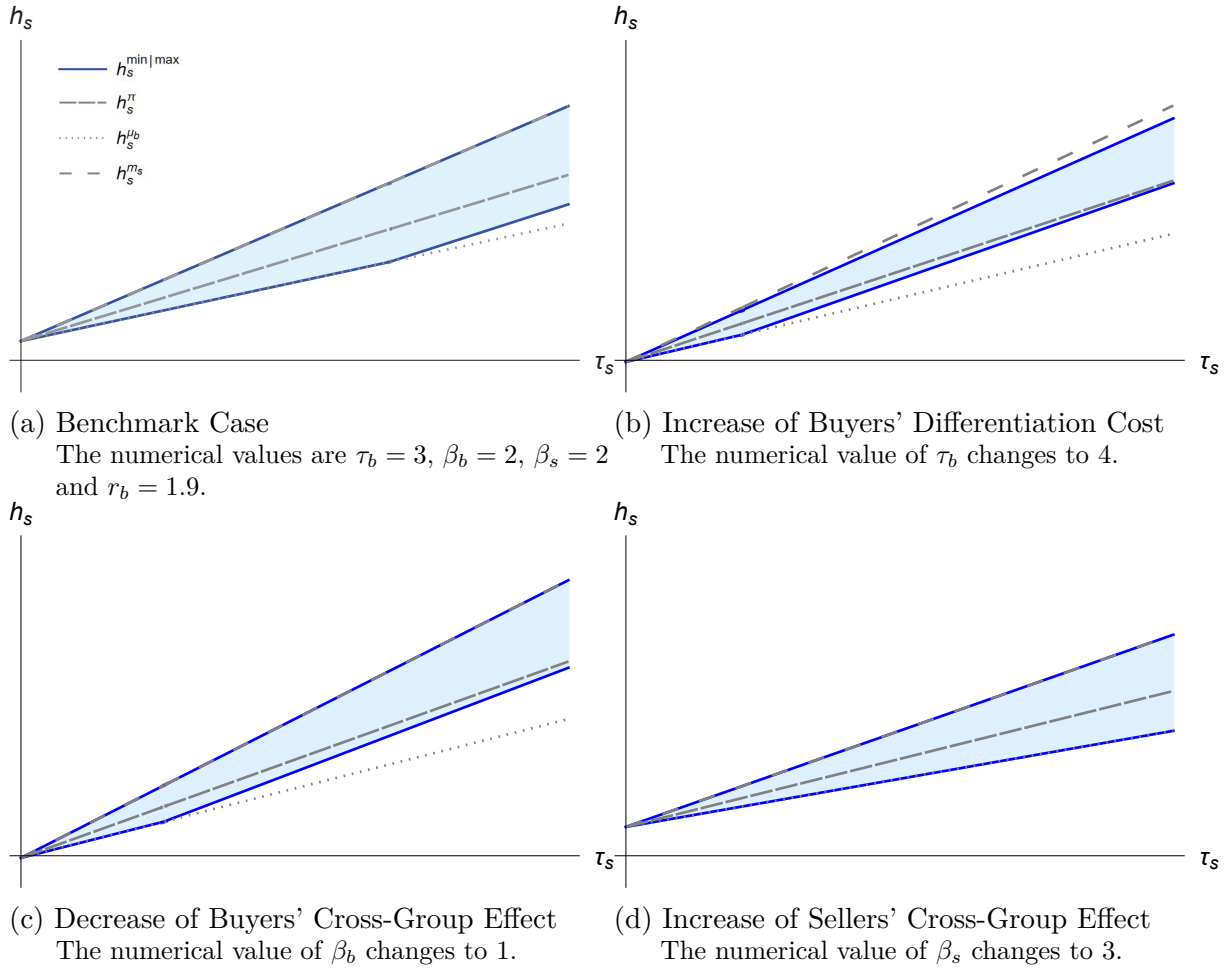 h_s
h_s^{min|max}
h_s^π
h_s^{μ_b}
h_s^{m_s}
τ_s
(a) Benchmark Case
The numerical values are τ_b = 3, β_b = 2, β_s = 2
and r_b = 1.9.
h_s
τ_s
(b) Increase of Buyers' Differentiation Cost
The numerical value of τ_b changes to 4.
h_s
τ_s
(c) Decrease of Buyers' Cross-Group Effect
The numerical value of β_b changes to 1.
h_s
τ_s
(d) Increase of Sellers' Cross-Group Effect
The numerical value of β_s changes to 3.